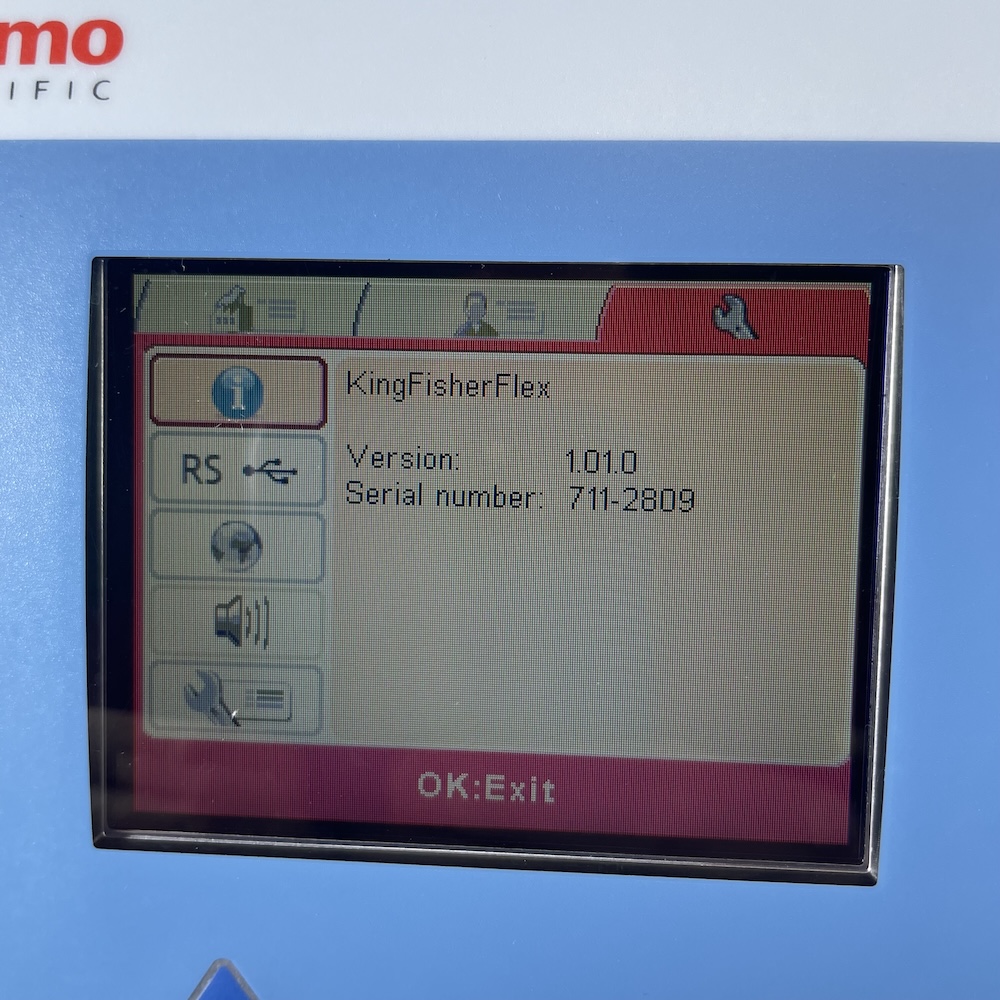 mo
IFIC
KingFisherFlex
Version: 1.01.0
Serial number: 711-2809
RS
OK:Exit